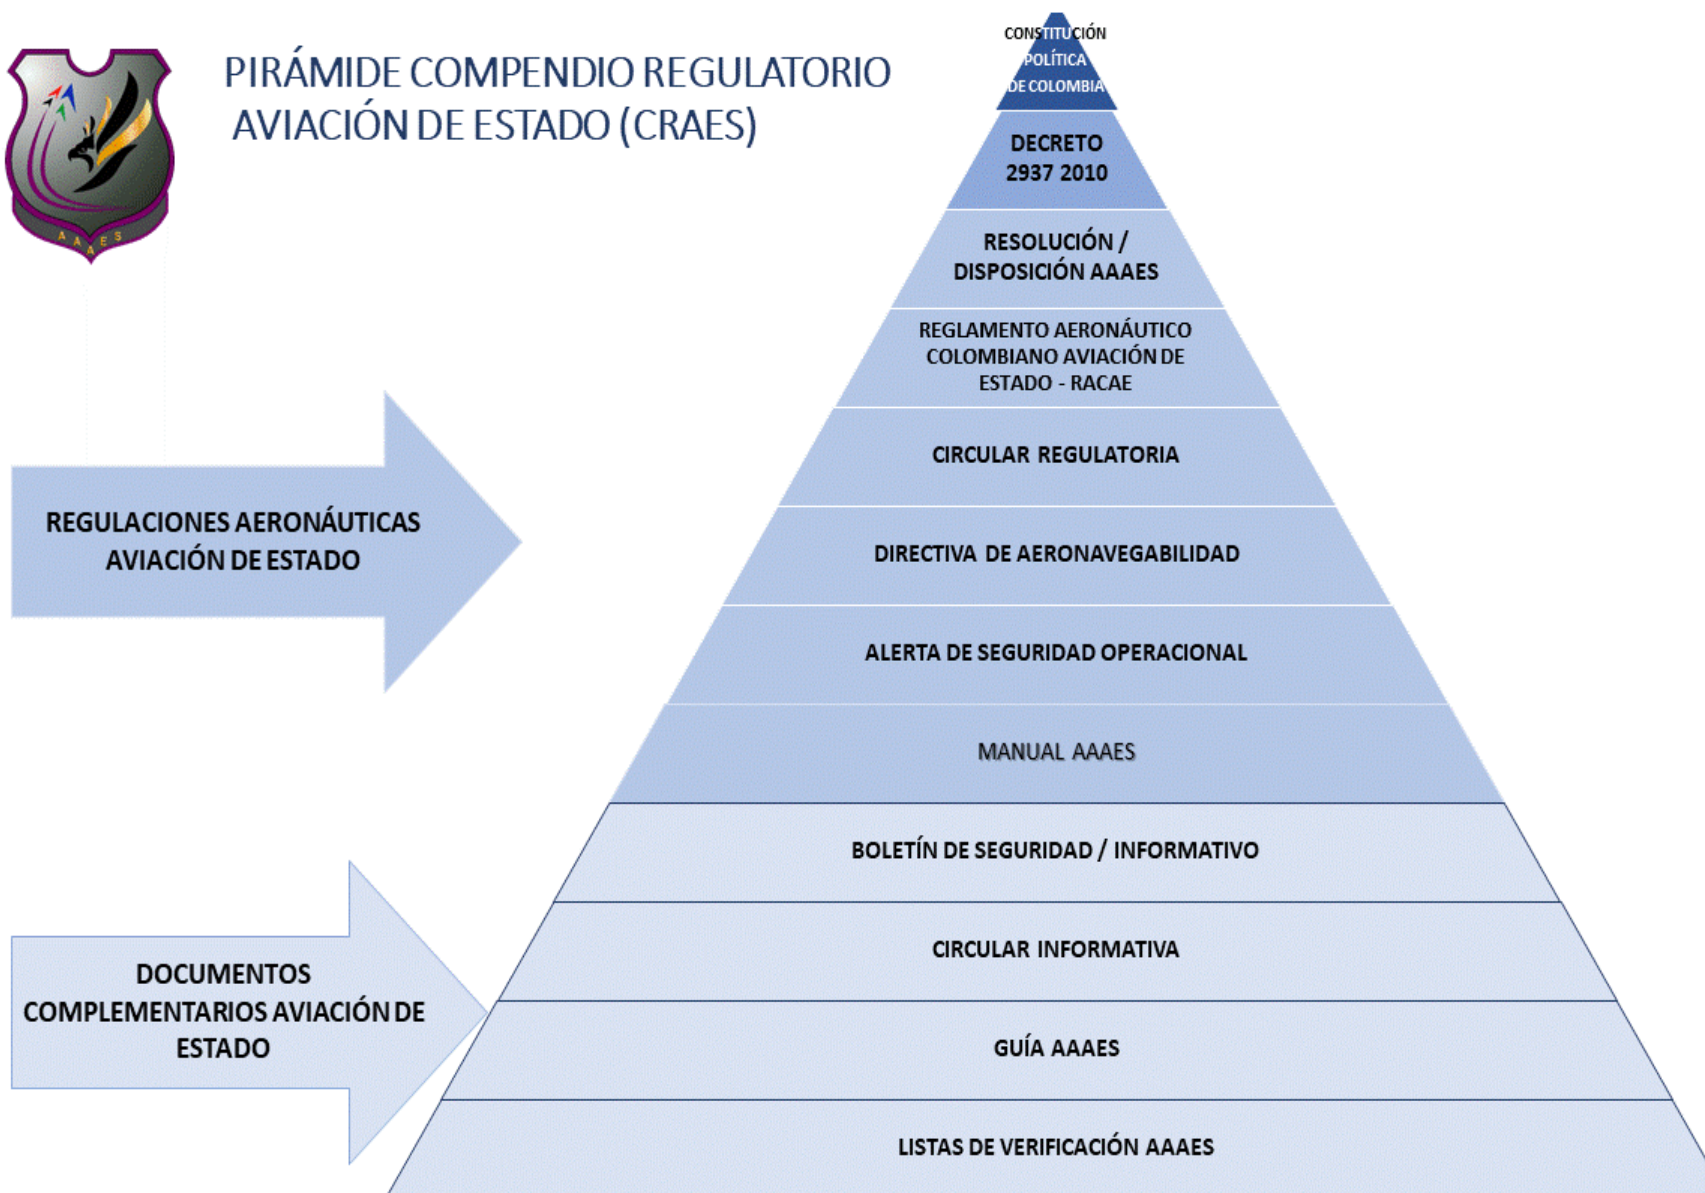 PIRÁMIDE COMPENDIO REGULATORIO
AVIACIÓN DE ESTADO (CRAES)
A A A E S
CONSTITUCIÓN
POLÍTICA
DE COLOMBIA
DECRETO
2937 2010
RESOLUCIÓN /
DISPOSICIÓN AAAES
REGLAMENTO AERONÁUTICO
COLOMBIANO AVIACIÓN DE
ESTADO - RACAE
CIRCULAR REGULATORIA
DIRECTIVA DE AERONAVEGABILIDAD
ALERTA DE SEGURIDAD OPERACIONAL
MANUAL AAAES
BOLETÍN DE SEGURIDAD / INFORMATIVO
CIRCULAR INFORMATIVA
GUÍA AAAES
LISTAS DE VERIFICACIÓN AAAES
REGULACIONES AERONÁUTICAS
AVIACIÓN DE ESTADO
DOCUMENTOS
COMPLEMENTARIOS AVIACIÓN DE
ESTADO